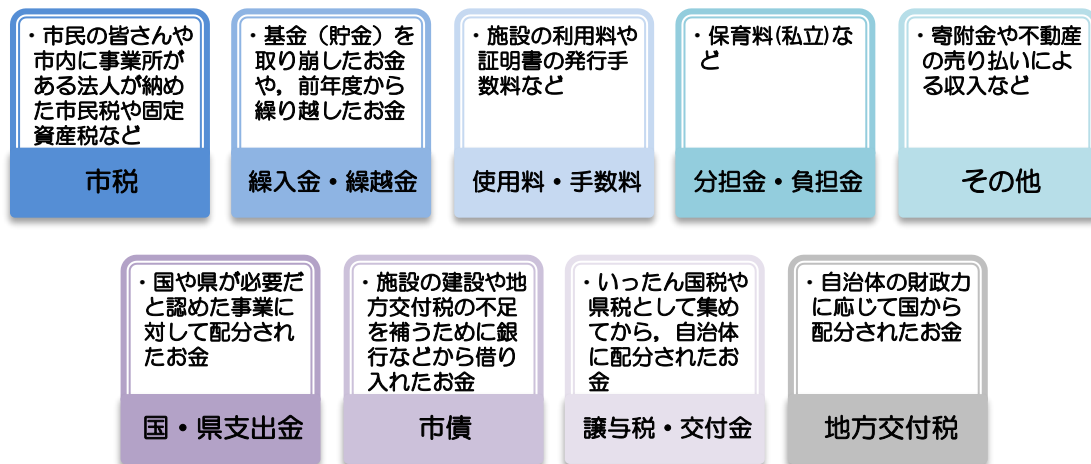 ・市民の皆さんや
市内に事業所が
ある法人が納め
た市民税や固定
資産税など
市税
・基金（貯金）を
取り崩したお金
や，前年度から
繰り越したお金
繰入金・繰越金
・施設の利用料や
証明書の発行手
数料など
使用料・手数料
・保育料(私立)な
ど
分担金・負担金
・寄附金や不動産
の売り払いによ
る収入など
その他
・国や県が必要だ
と認めた事業に
対して配分され
たお金
国・県支出金
・施設の建設や地
方交付税の不足
を補うために銀
行などから借り
入れたお金
市債
・いったん国税や
県税として集め
てから，自治体
に配分されたお
金
譲与税・交付金
・自治体の財政力
に応じて国から
配分されたお金
地方交付税